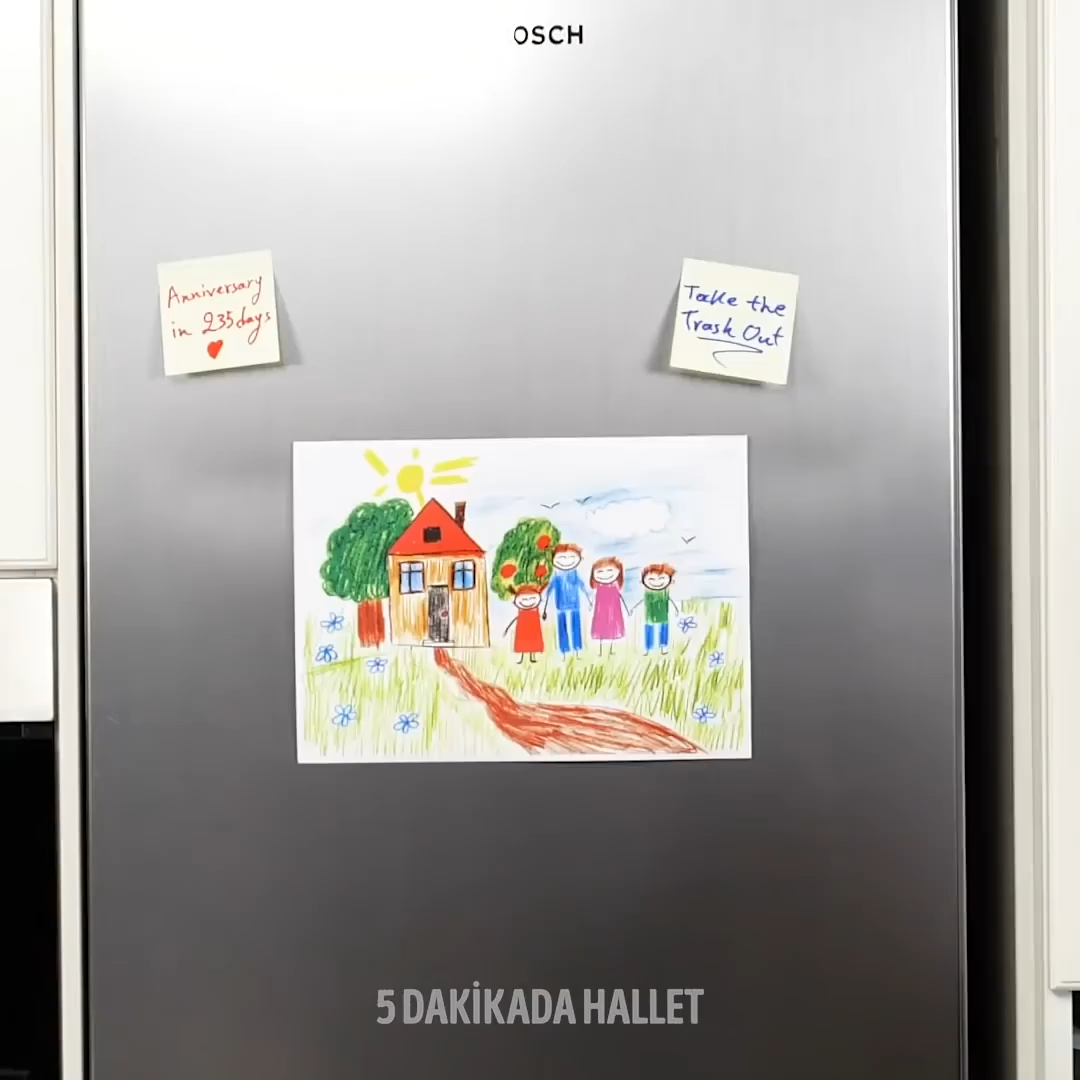 OSCH
Anniversary
in 235 days
Take the
Trash Out
5 DAKİKADA HALLET